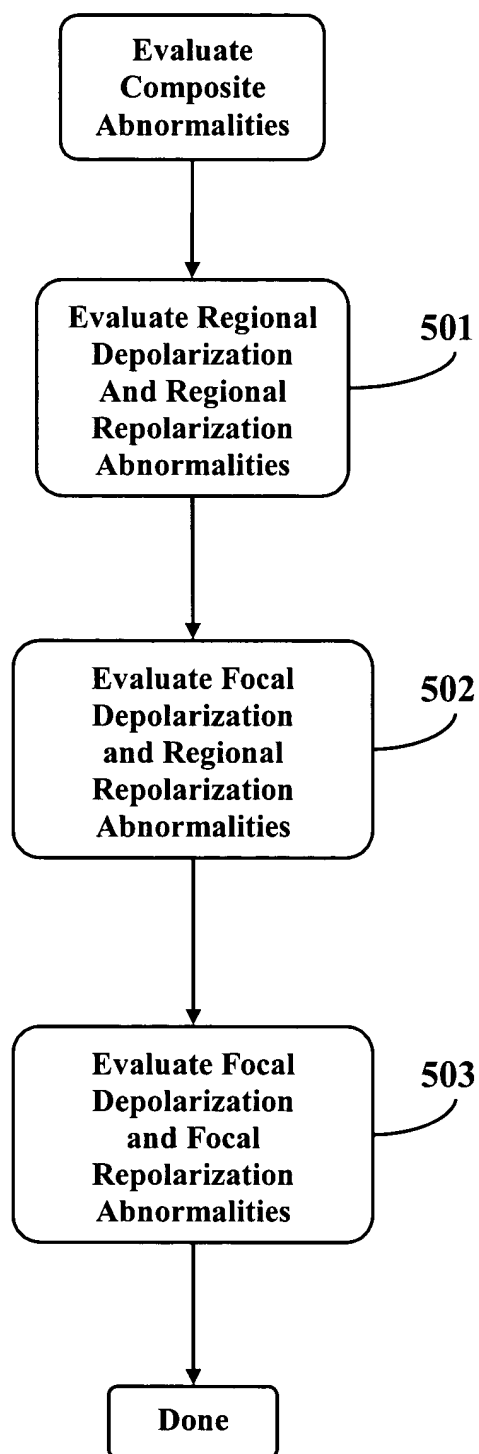 Evaluate
Composite
Abnormalities
Evaluate Regional
Depolarization
And Regional
Repolarization
Abnormalities
501
Evaluate Focal
Depolarization
and Regional
Repolarization
Abnormalities
502
Evaluate Focal
Depolarization
and Focal
Repolarization
Abnormalities
503
Done